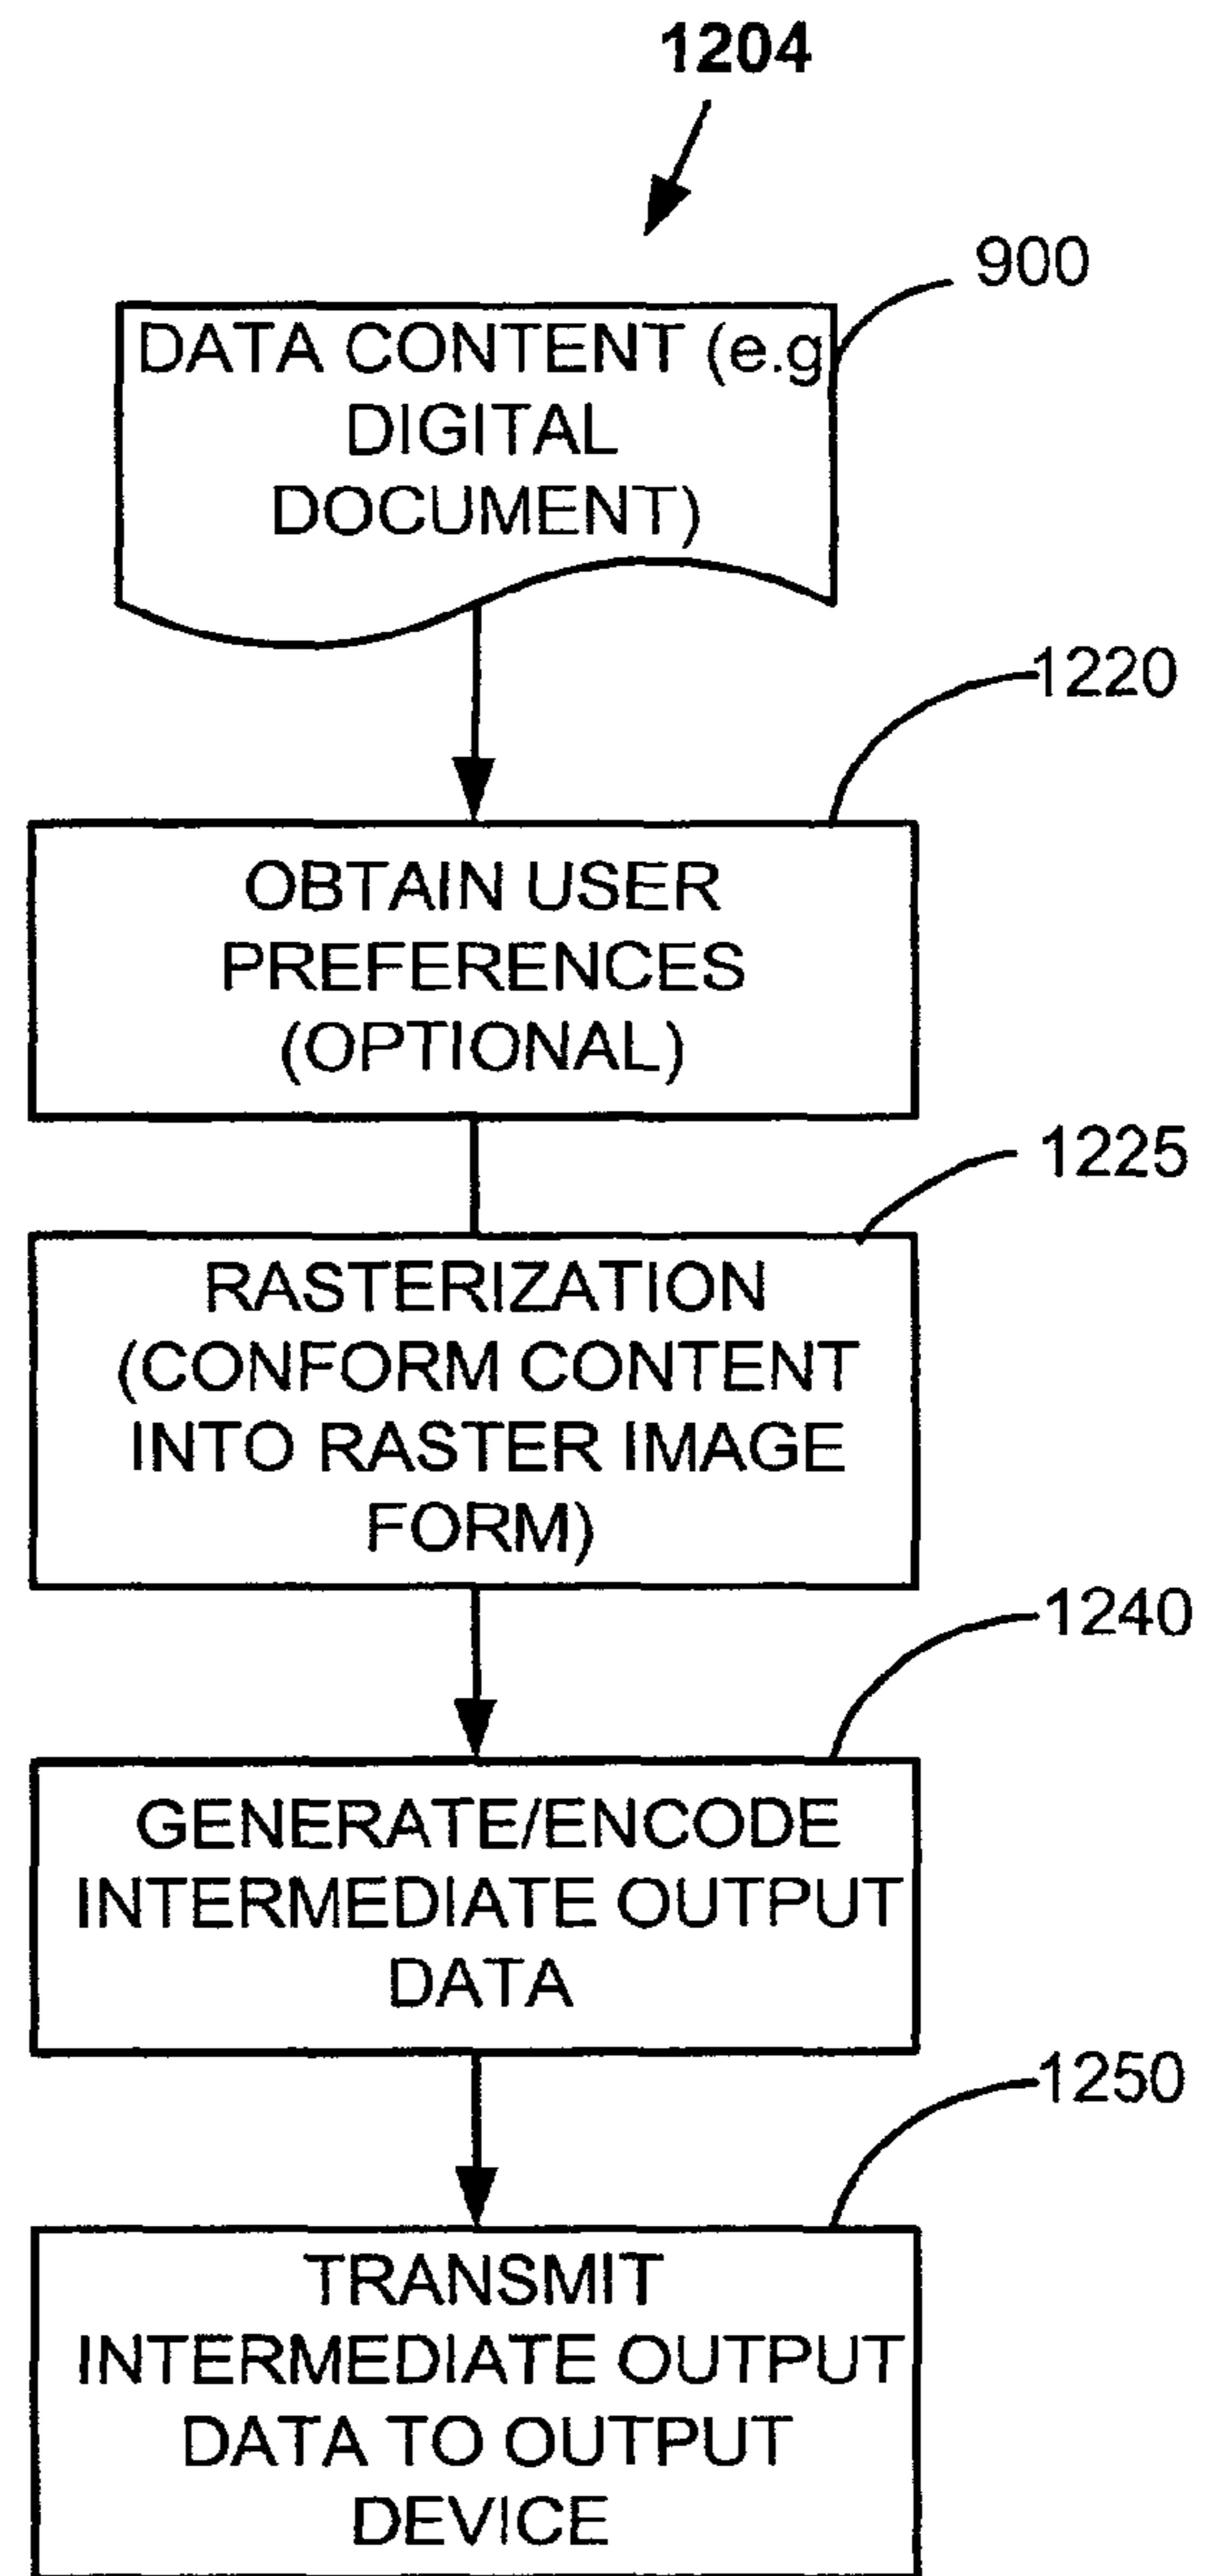 1204
900
DATA CONTENT (e.g
DIGITAL
DOCUMENT)
1220
OBTAIN USER
PREFERENCES
(OPTIONAL)
1225
RASTERIZATION
(CONFORM CONTENT
INTO RASTER IMAGE
FORM)
1240
GENERATE/ENCODE
INTERMEDIATE OUTPUT
DATA
1250
TRANSMIT
INTERMEDIATE OUTPUT
DATA TO OUTPUT
DEVICE